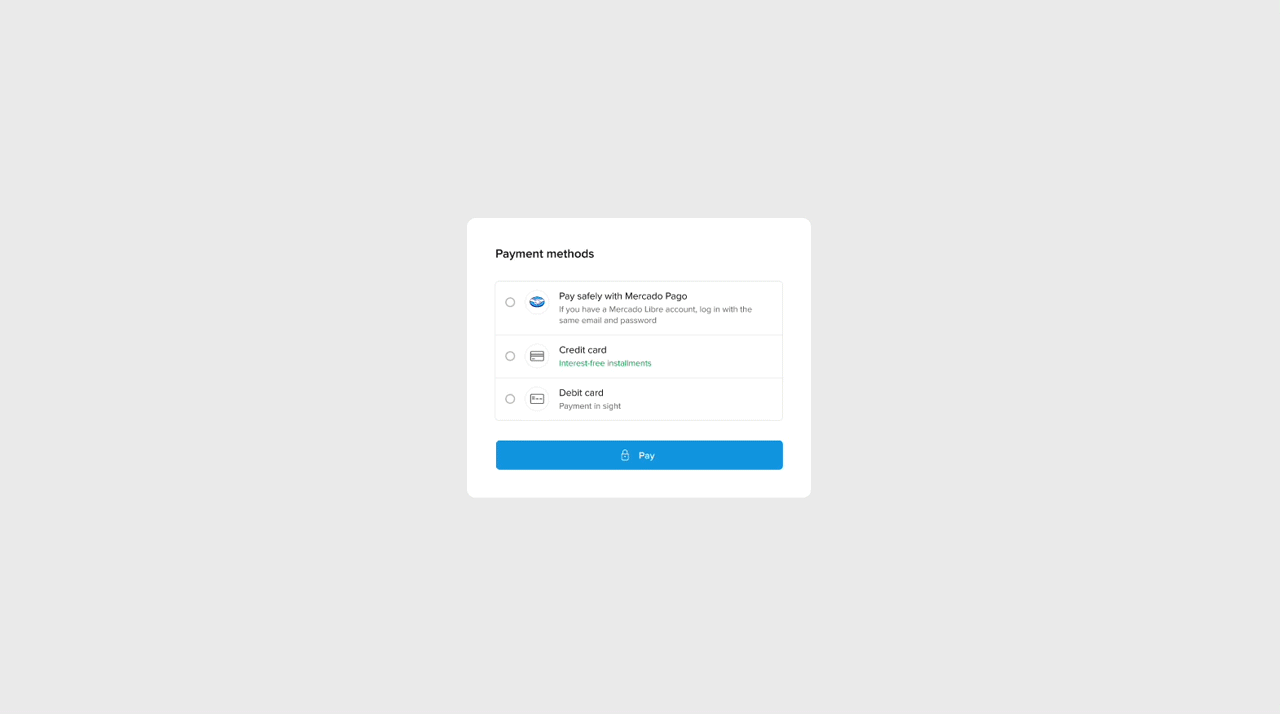 Payment methods
Pay safely with Mercado Pago
If you have a Mercado Libre account, log in with the
same email and password
Credit card
Interest-free installments
Debit card
Payment in sight
Pay